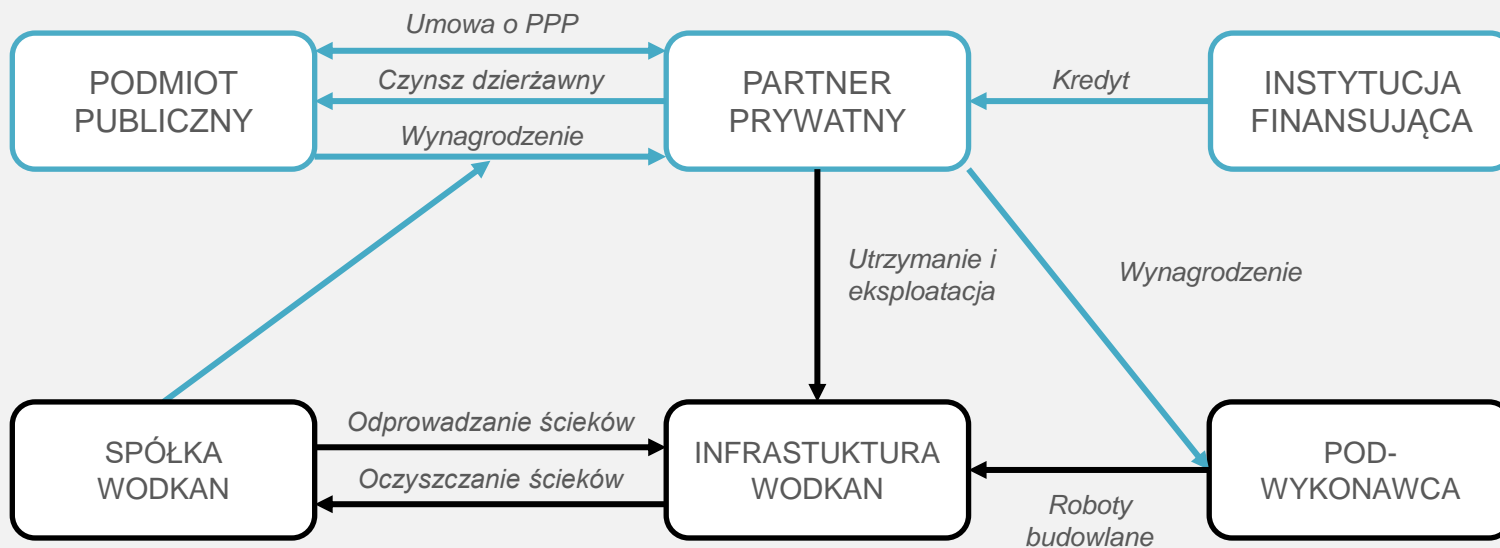 Umowa o PPP
PODMIOT
PUBLICZNY
Czynsz dzierżawny
Wynagrodzenie
PARTNER
PRYWATNY
Kredyt
INSTYTUCJA
FINANSUJĄCA
Utrzymanie i
eksploatacja
Wynagrodzenie
SPÓŁKA
WODKAN
Odprowadzanie ścieków
Oczyszczanie ścieków
INFRASTUKTURA
WODKAN
Roboty
budowlane
POD-
WYKONAWCA